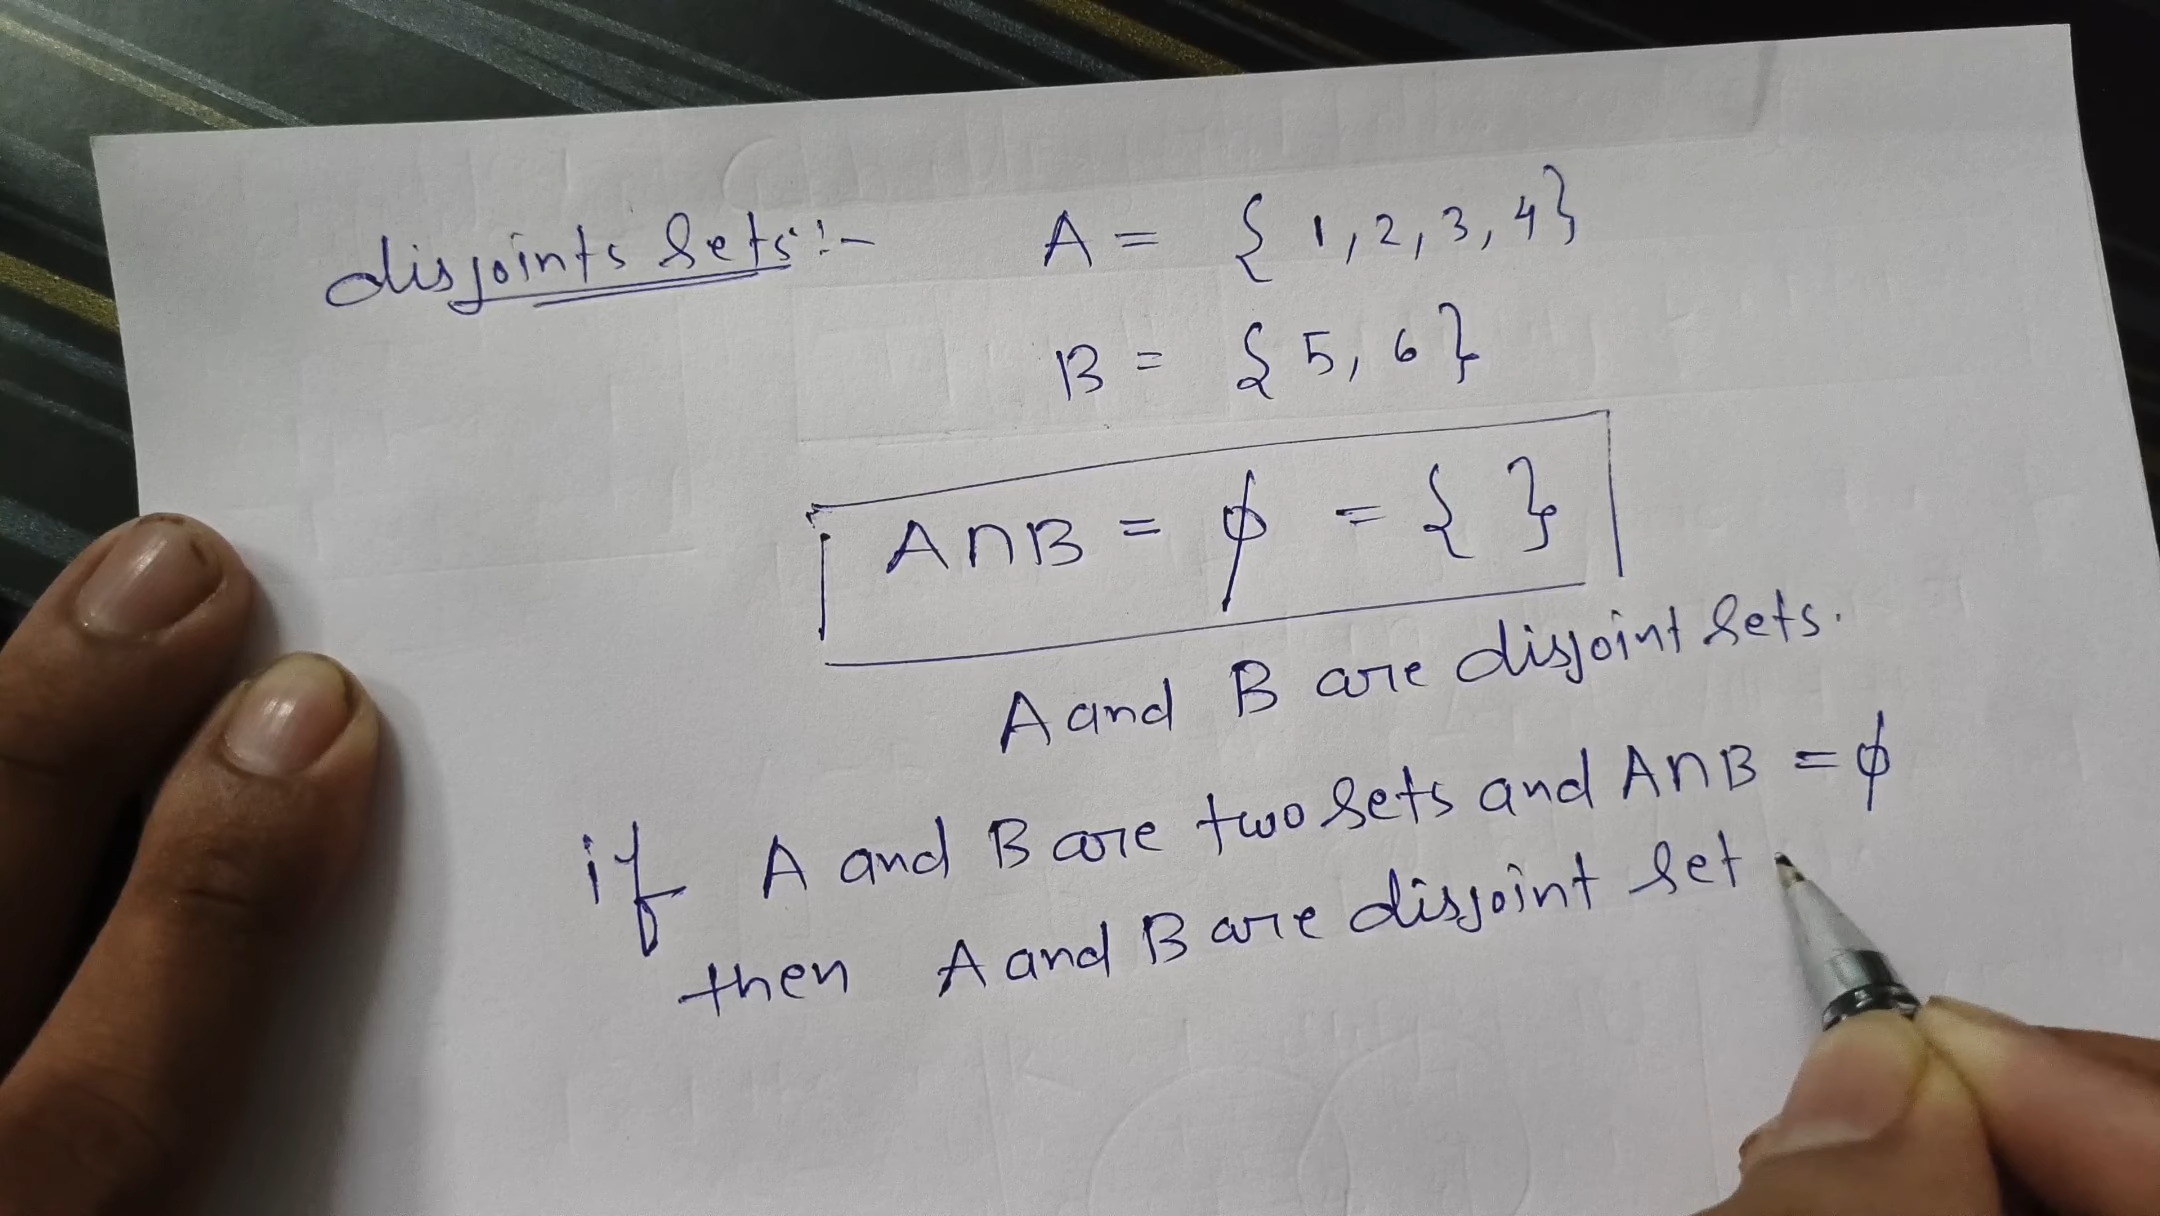 disjoints Sets:- A = { 1, 2, 3, 4}
B = { 5, 6 }
A∩B = ϕ = { }
A and B are disjoint sets.
if A and B are two sets and A∩B = ϕ
then A and B are disjoint set